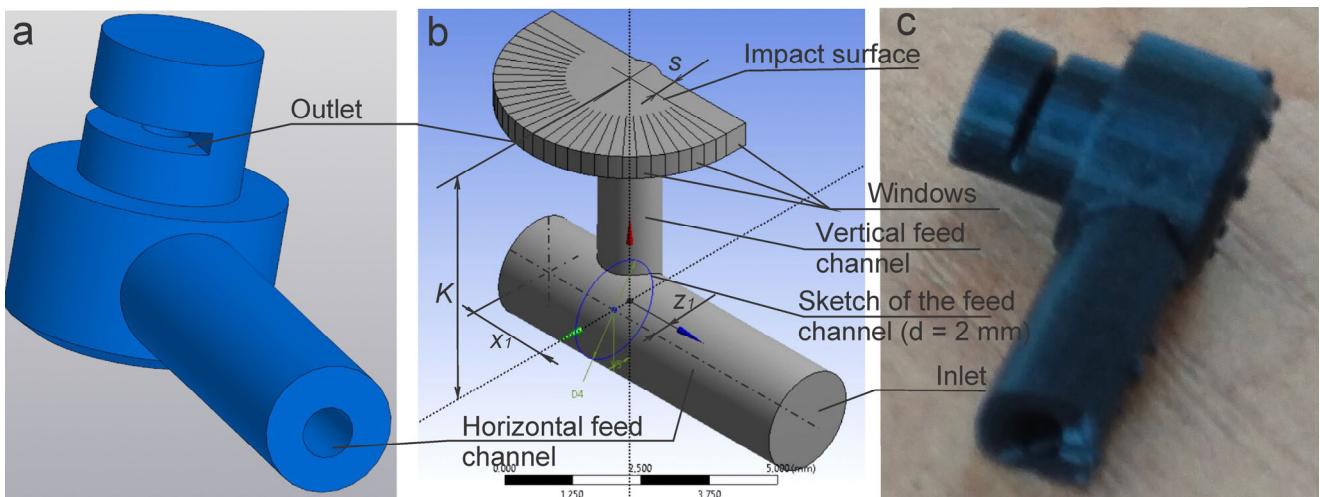 a
b
c
S
Impact surface
Outlet
Windows
Vertical feed
channel
K
Z1
Sketch of the feed
channel (d = 2 mm)
X1
D4
Inlet
Horizontal feed
channel
0.000
2.500
5.000 (mm)
1.250
3.750